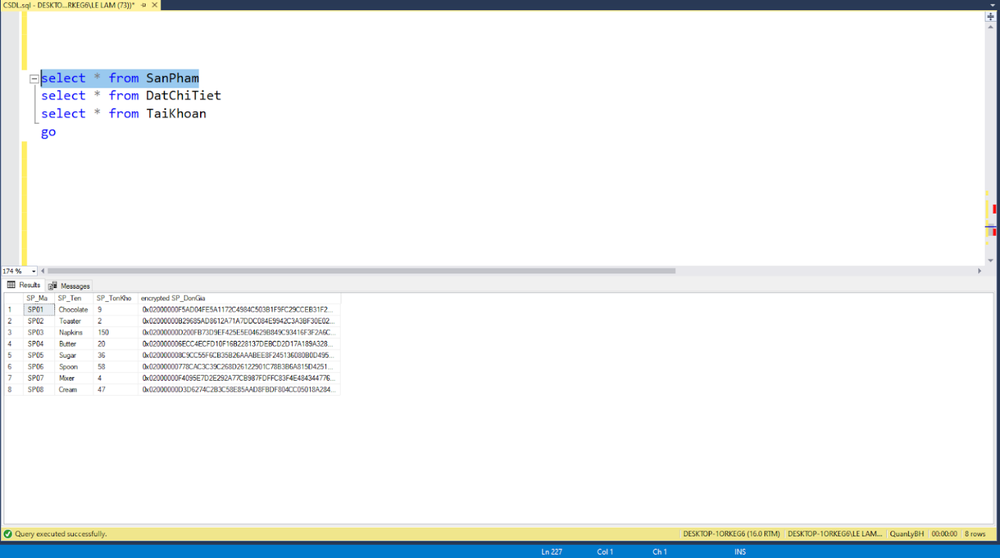 CSDL.sql - DESKTO...RKEG6\LE LAM (73))*
select * from SanPham
select * from DatChiTiet
select * from TaiKhoan
go
174 %
Results Messages
SP_Ma SP_Ten SP_TonKho encrypted SP_DonGia
1 SP01 Chocolate 9 0x02000000F5AD04FE5A1172C4984C503B1F9FC29CCEB31F2...
2 SP02 Toaster 2 0x02000000B29685AD8612A71A7DDC084E9942C3A3BF30E02...
3 SP03 Napkins 150 0x02000000D200FB73D9EF425E5E04629B849C93416F3F2A6C...
4 SP04 Butter 20 0x020000006ECC4ECFD10F16B228137DEBCD2D17A189A328...
5 SP05 Sugar 36 0x020000008C9CC55F6CB35B26AAABEE8F245136080B0D495...
6 SP06 Spoon 58 0x02000000778CAC3C39C268D26122901C78B3B6A815D4251...
7 SP07 Mixer 4 0x02000000F4095E7D2E292A77CB987FDFFC83F4E484344776...
8 SP08 Cream 47 0x02000000D3D6274C2B3C58E85AAD8FBDF804CC05018A284...
Query executed successfully. DESKTOP-1ORKEG6 (16.0 RTM) DESKTOP-1ORKEG6\LE LAM... QuanLyBH 00:00:00 8 rows
Ln 227 Col 1 Ch 1 INS